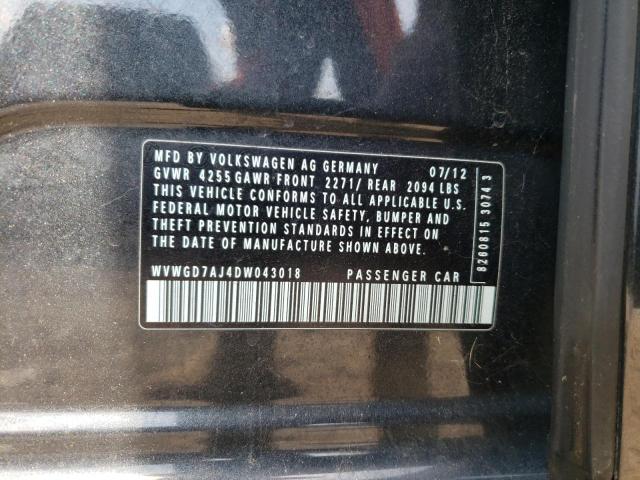 MFD BY VOLKSWAGEN AG GERMANY 07/12
GVWR 4255 GAWR FRONT 2271/ REAR 2094 LBS
THIS VEHICLE CONFORMS TO ALL APPLICABLE U.S.
FEDERAL MOTOR VEHICLE SAFETY, BUMPER AND
THEFT PREVENTION STANDARDS IN EFFECT ON
THE DATE OF MANUFACTURE SHOWN ABOVE.
WVWGD7AJ4DW043018 PASSENGER CAR
8260815 3074 3